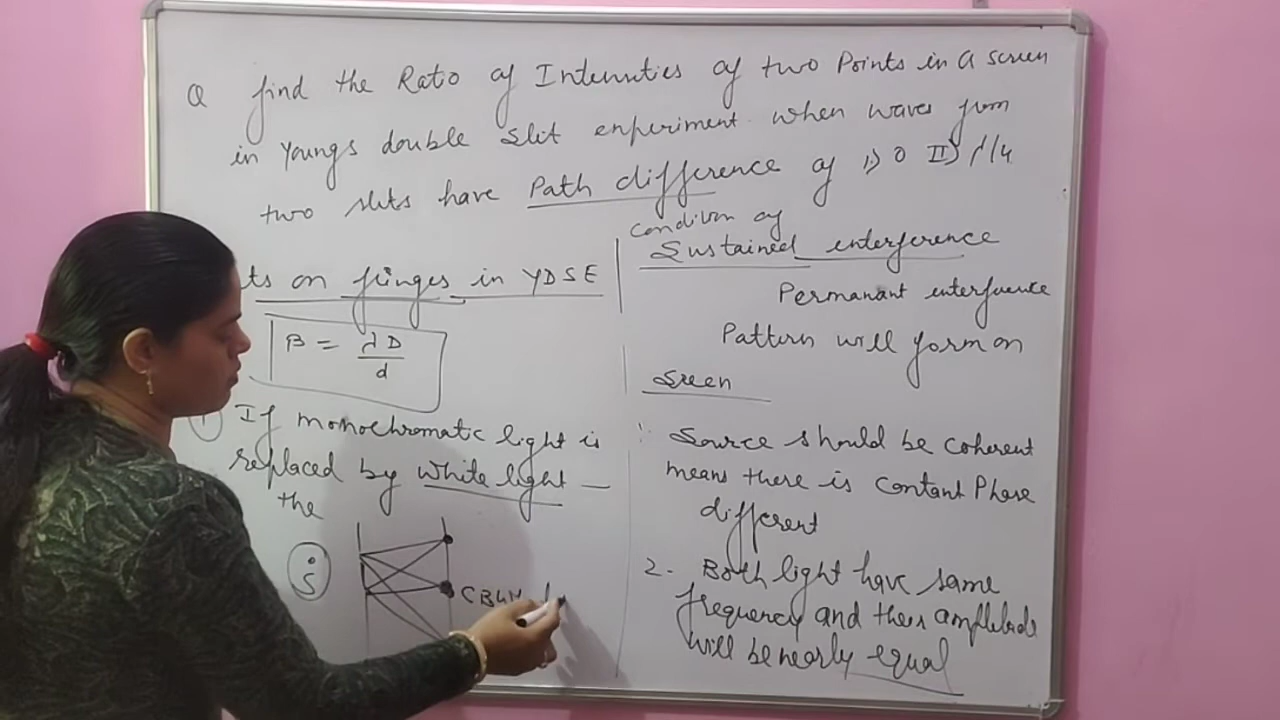 Q find the Rato of Intensities of two Points in a screen
in Youngs double slit experiment when waves from
two slits have Path difference of I) 0 II) λ/4
ts on fringes in YDSE
β = λD
d
If monochromatic light is
replaced by white light —
the
S
Condition of
Sustained interference
Permanant interfuence
Pattern will form on
Sreen
Source should be coherent
means there is contant Phase
different
2. Both light have same
frequency and their amplitude
will be nearly equal